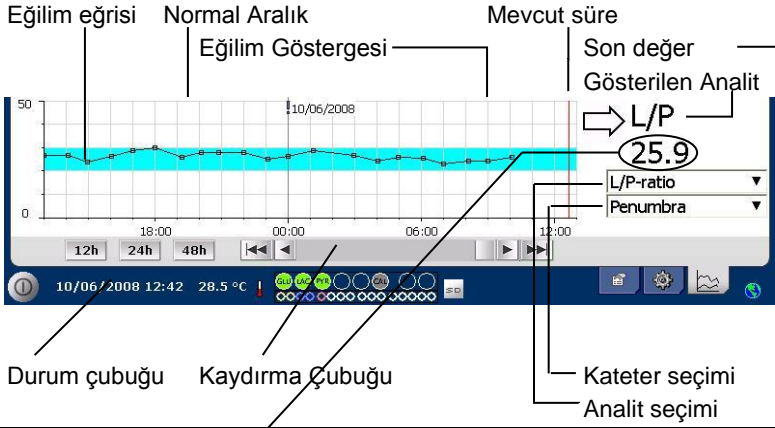 Eğilim eğrisi Normal Aralık Mevcut süre
Eğilim Göstergesi Son değer
Gösterilen Analit
50
10/06/2008
L/P
25.9
L/P-ratio
Penumbra
0
18:00 00:00 06:00 12:00
12h 24h 48h
10/06/2008 12:42 28.5 °C GLU LAC PYR CAL SD
Durum çubuğu Kaydırma Çubuğu Kateter seçimi
Analit seçimi